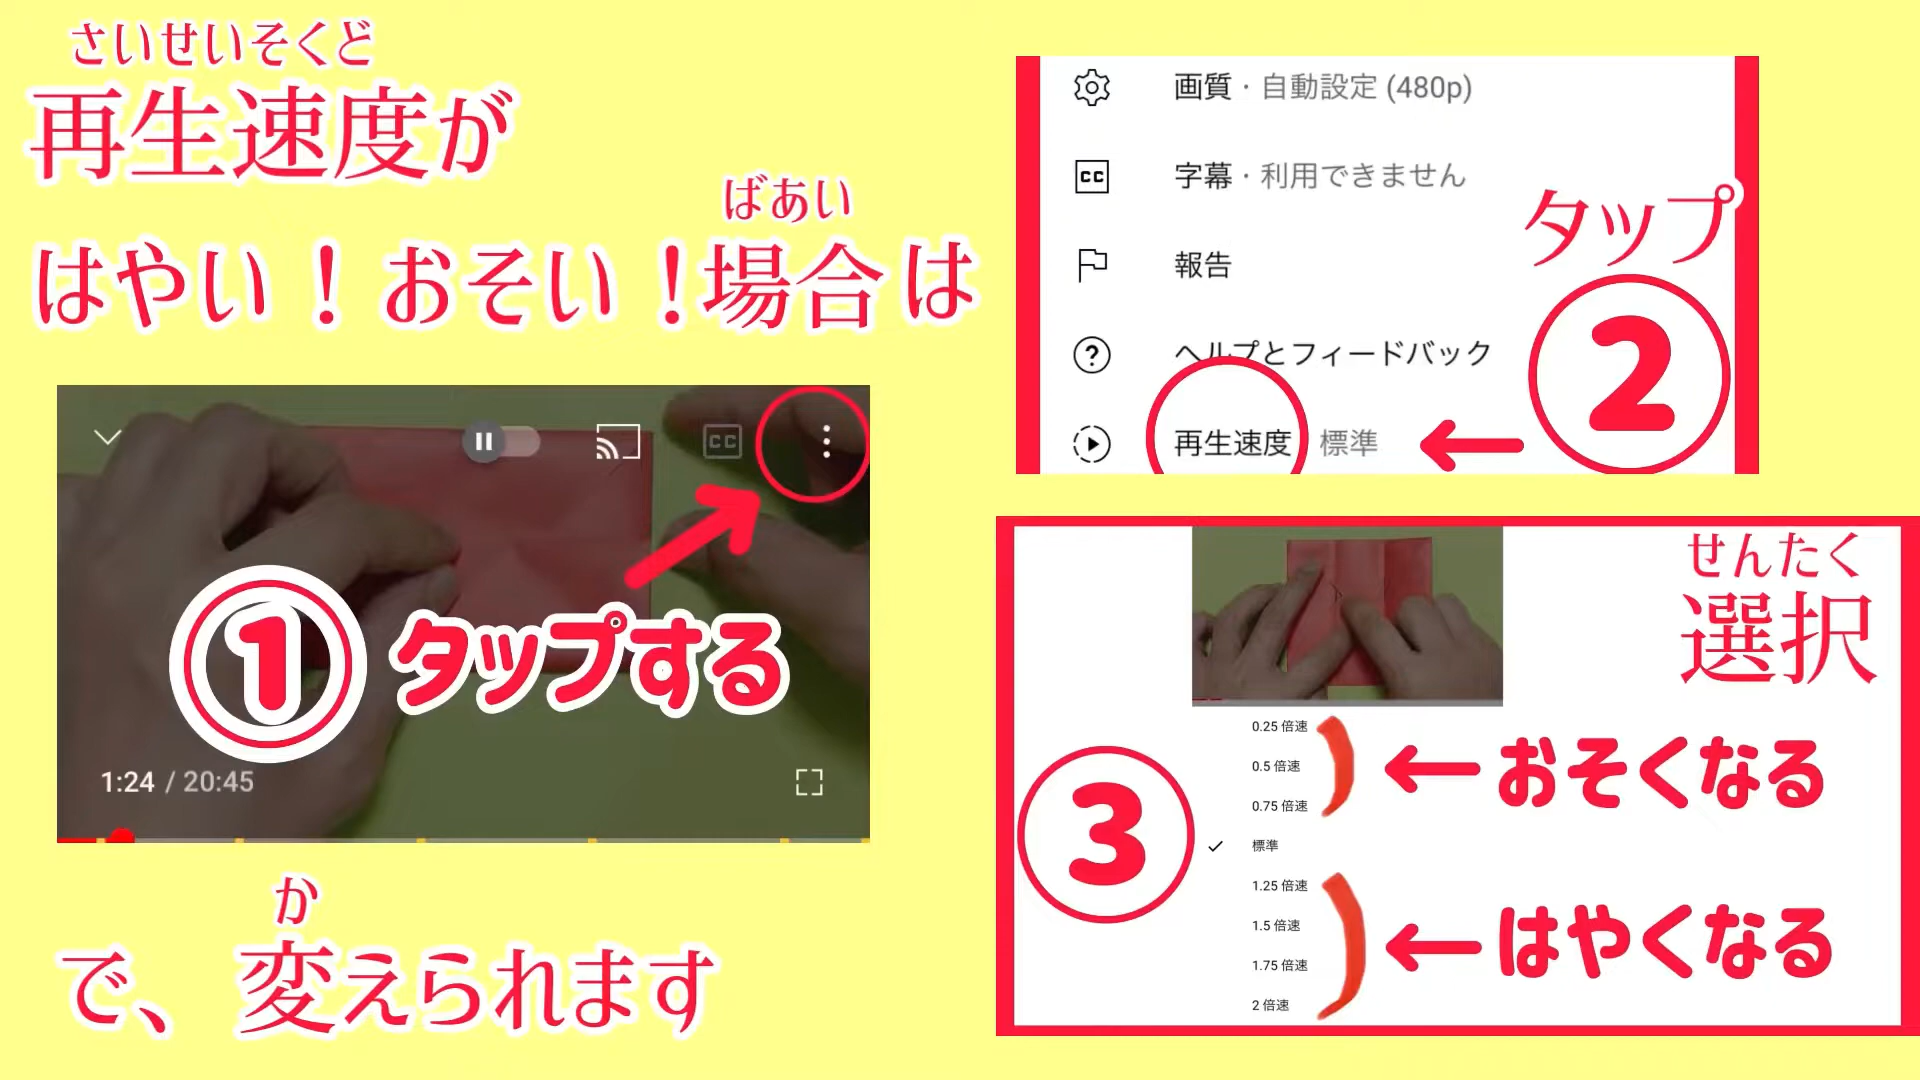 さいせいそくど
再生速度が
ばあい
はやい！おそい！場合は
CC
①タップする
1:24 / 20:45
か
で、変えられます
画質・自動設定 (480p)
CC 字幕・利用できません
報告
? ヘルプとフィードバック
再生速度 標準
タップ
②
せんたく
選択
③
0.25 倍速
0.5 倍速
0.75 倍速
標準
1.25 倍速
1.5 倍速
1.75 倍速
2 倍速
←おそくなる
←はやくなる